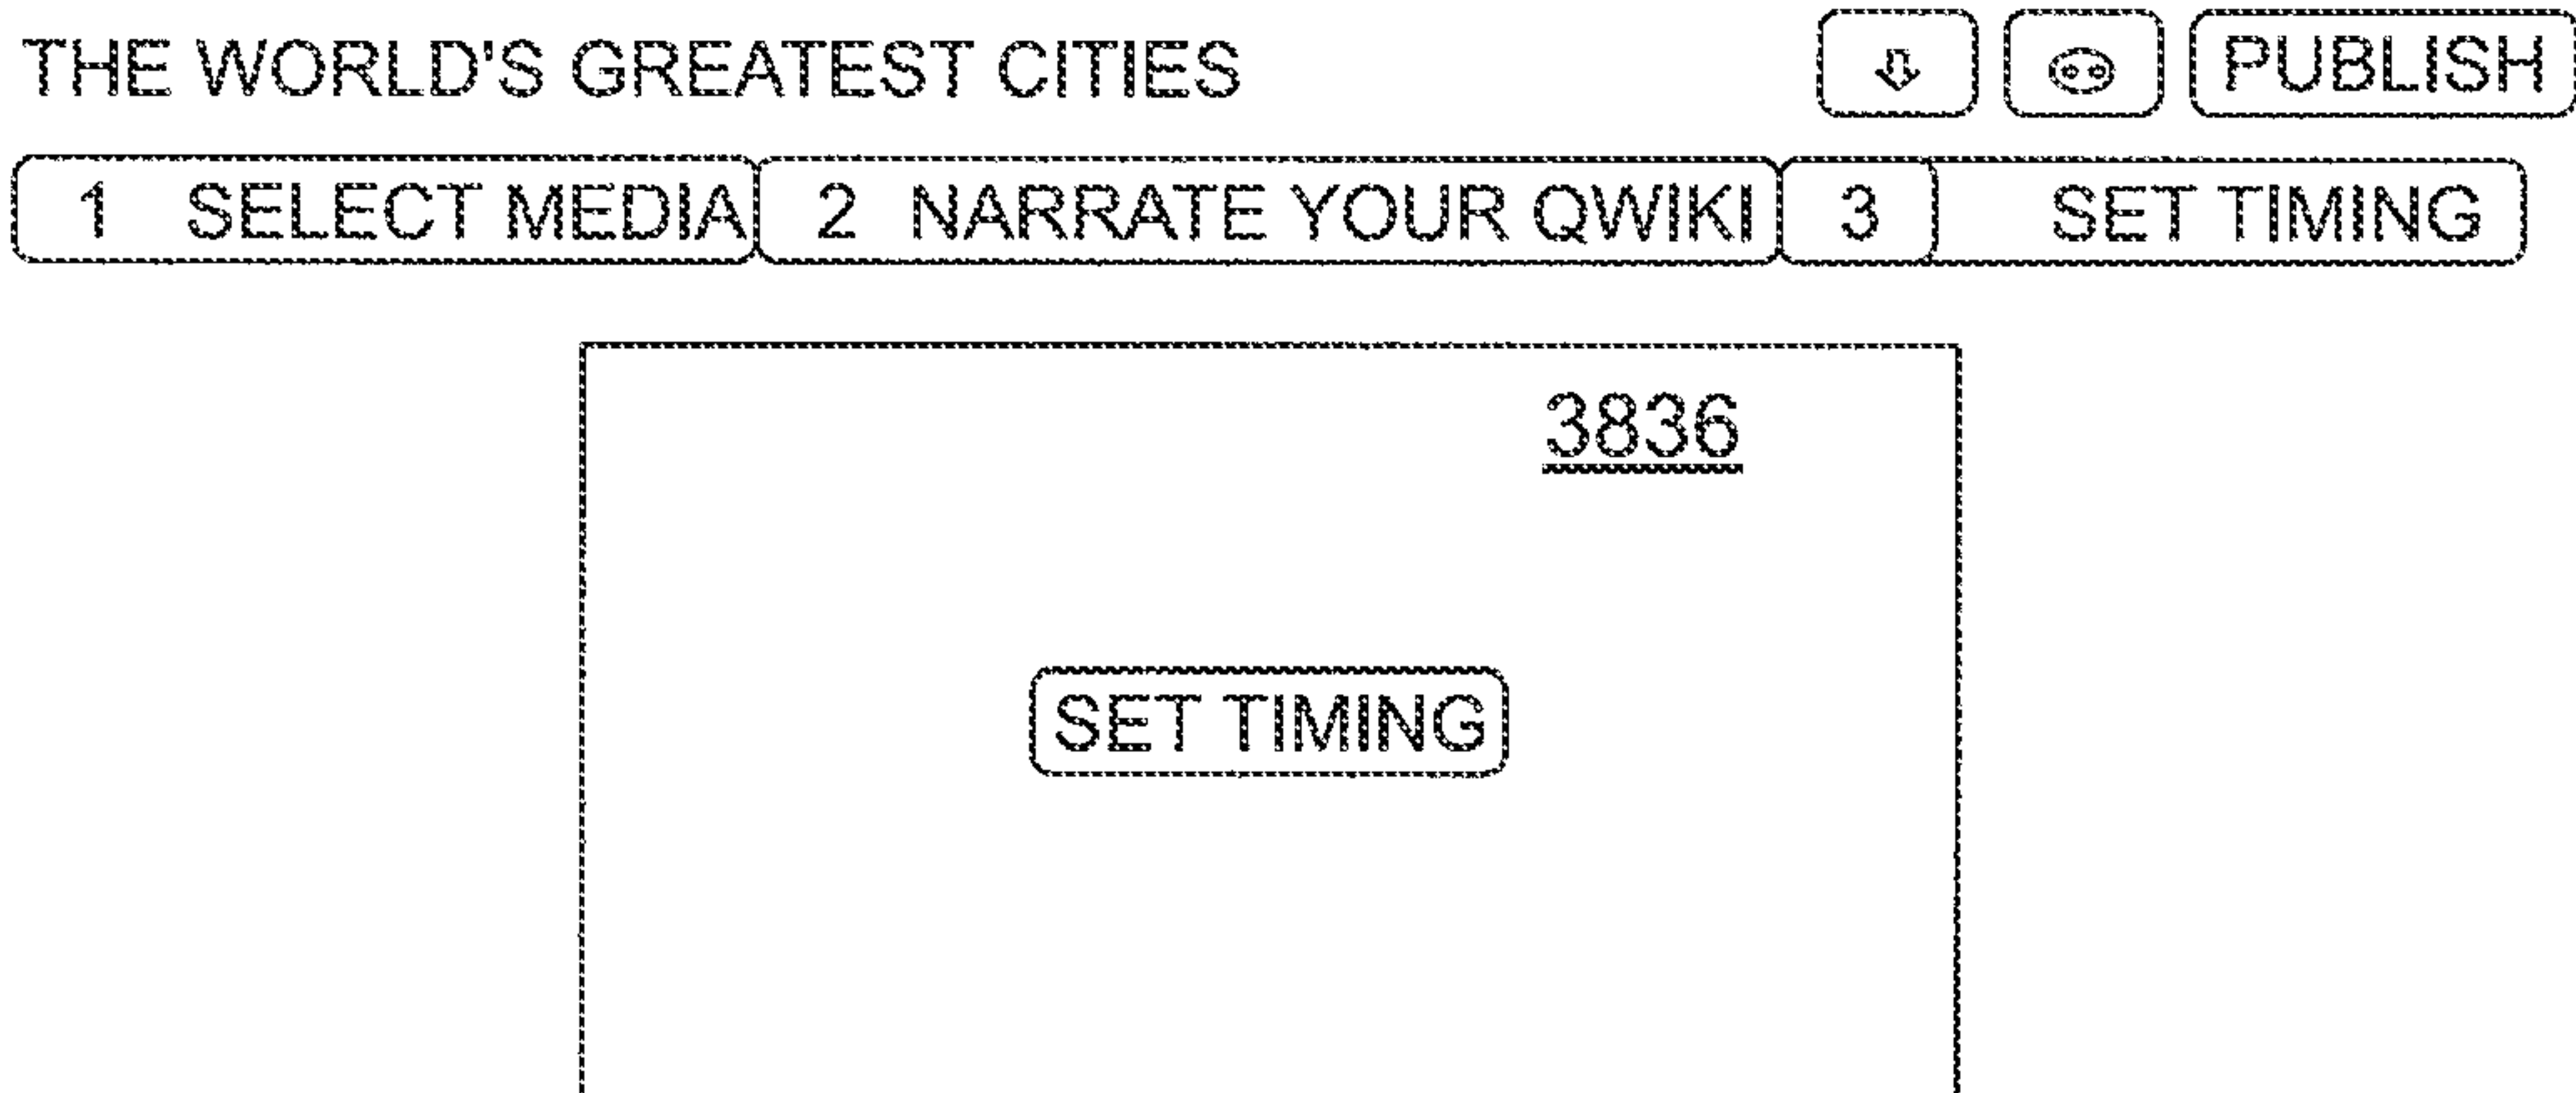 THE WORLD'S GREATEST CITIES PUBLISH
1 SELECT MEDIA 2 NARRATE YOUR QWIKI 3 SET TIMING
3836
SET TIMING